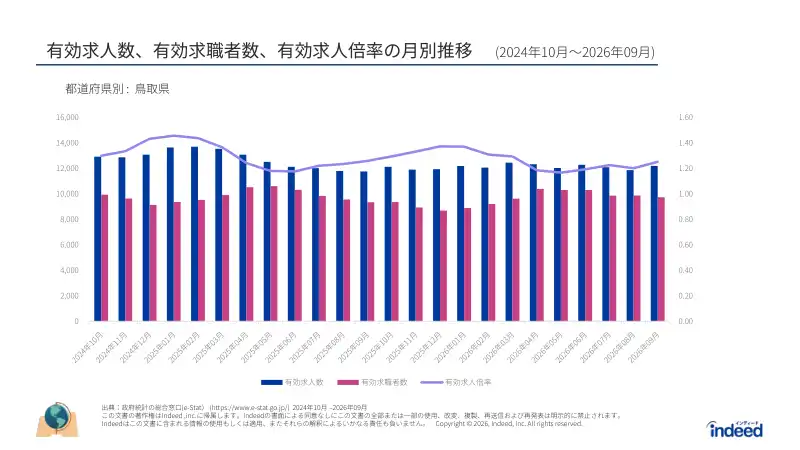 有効求人数、有効求職者数、有効求人倍率の月別推移 (2024年10月～2026年09月)
都道府県別 : 鳥取県
16,000 1.60
14,000 1.40
12,000 1.20
10,000 1.00
8,000 0.80
6,000 0.60
4,000 0.40
2,000 0.20
0 0.00
2024年10月 2024年11月 2024年12月 2025年01月 2025年02月 2025年03月 2025年04月 2025年05月 2025年06月 2025年07月 2025年08月 2025年09月 2025年10月 2025年11月 2025年12月 2026年01月 2026年02月 2026年03月 2026年04月 2026年05月 2026年06月 2026年07月 2026年08月 2026年09月
有効求人数 有効求職者数 有効求人倍率
出典：政府統計の総合窓口(e-Stat) (https://www.e-stat.go.jp/) 2024年10月 –2026年09月
この文書の著作権はIndeed ,Inc.に帰属します。Indeedの書面による同意なしにこの文書の全部または一部の使用、改変、複製、再送信および再発表は明示的に禁止されます。
Indeedはこの文書に含まれる情報の使用もしくは適用、またそれらの解釈によるいかなる責任も負いません。 Copyright © 2026, Indeed, Inc. All rights reserved.
インディード
indeed